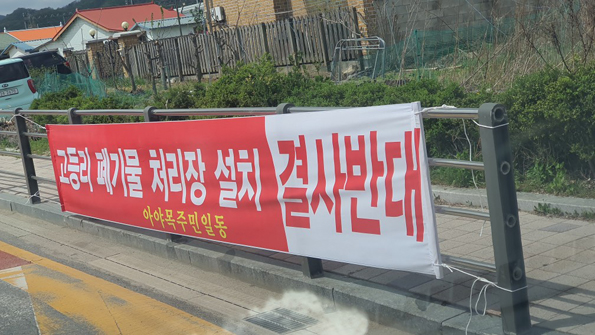 고등리 폐기물 처리장 설치 결사반대
아야목주민일동